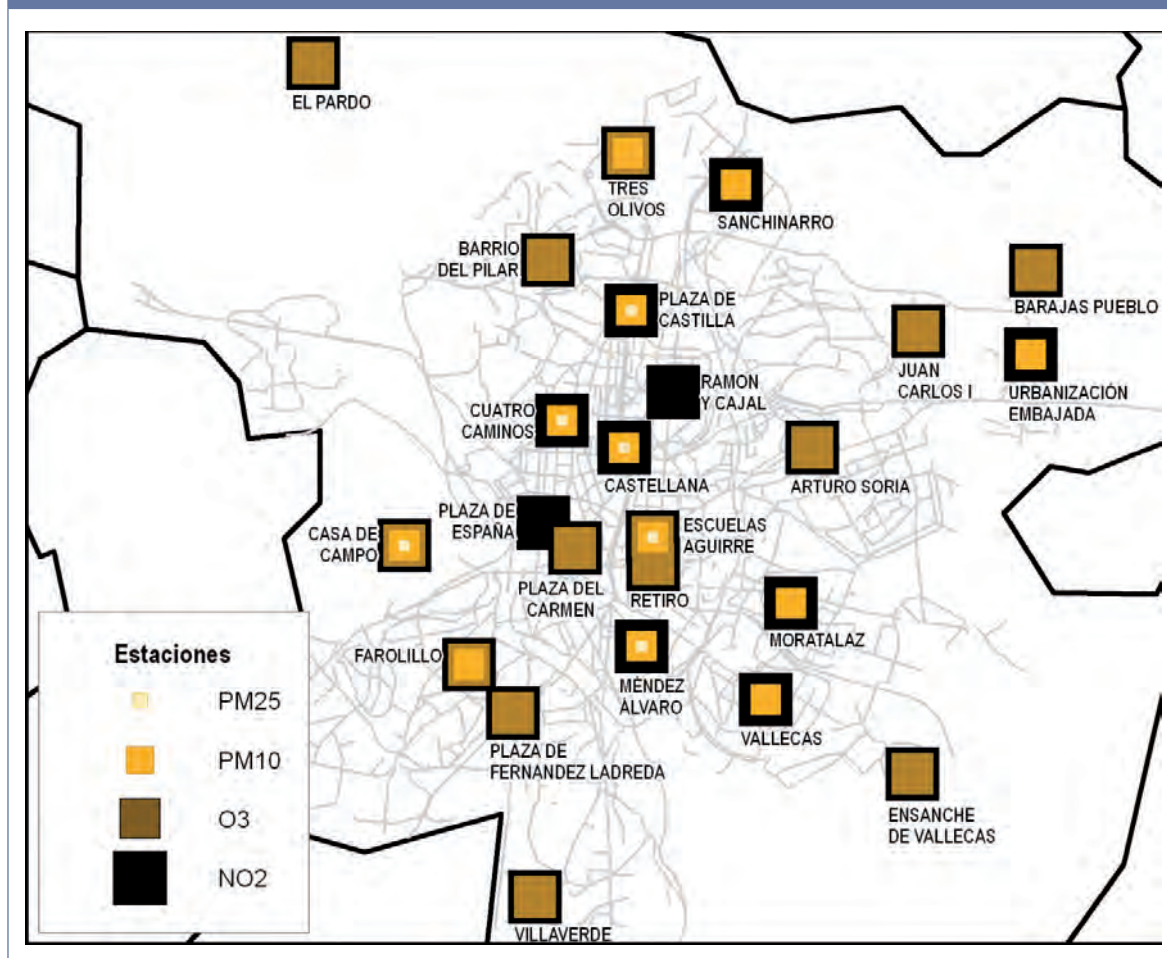 EL PARDO
TRES
OLIVOS
SANCHINARRO
BARRIO
DEL PILAR
PLAZA DE
CASTILLA
BARAJAS PUEBLO
JUAN
CARLOS I
URBANIZACIÓN
EMBAJADA
RAMON
Y CAJAL
CUATRO
CAMINOS
CASTELLANA
ARTURO SORIA
PLAZA DE
ESPAÑA
CASA DE
CAMPO
ESCUELAS
AGUIRRE
PLAZA DEL
CARMEN
RETIRO
MORATALAZ
FAROLILLO
MÉNDEZ
ÁLVARO
VALLECAS
PLAZA DE
FERNANDEZ LADREDA
ENSANCHE
DE VALLECAS
VILLAVERDE
Estaciones
PM25
PM10
O3
NO2